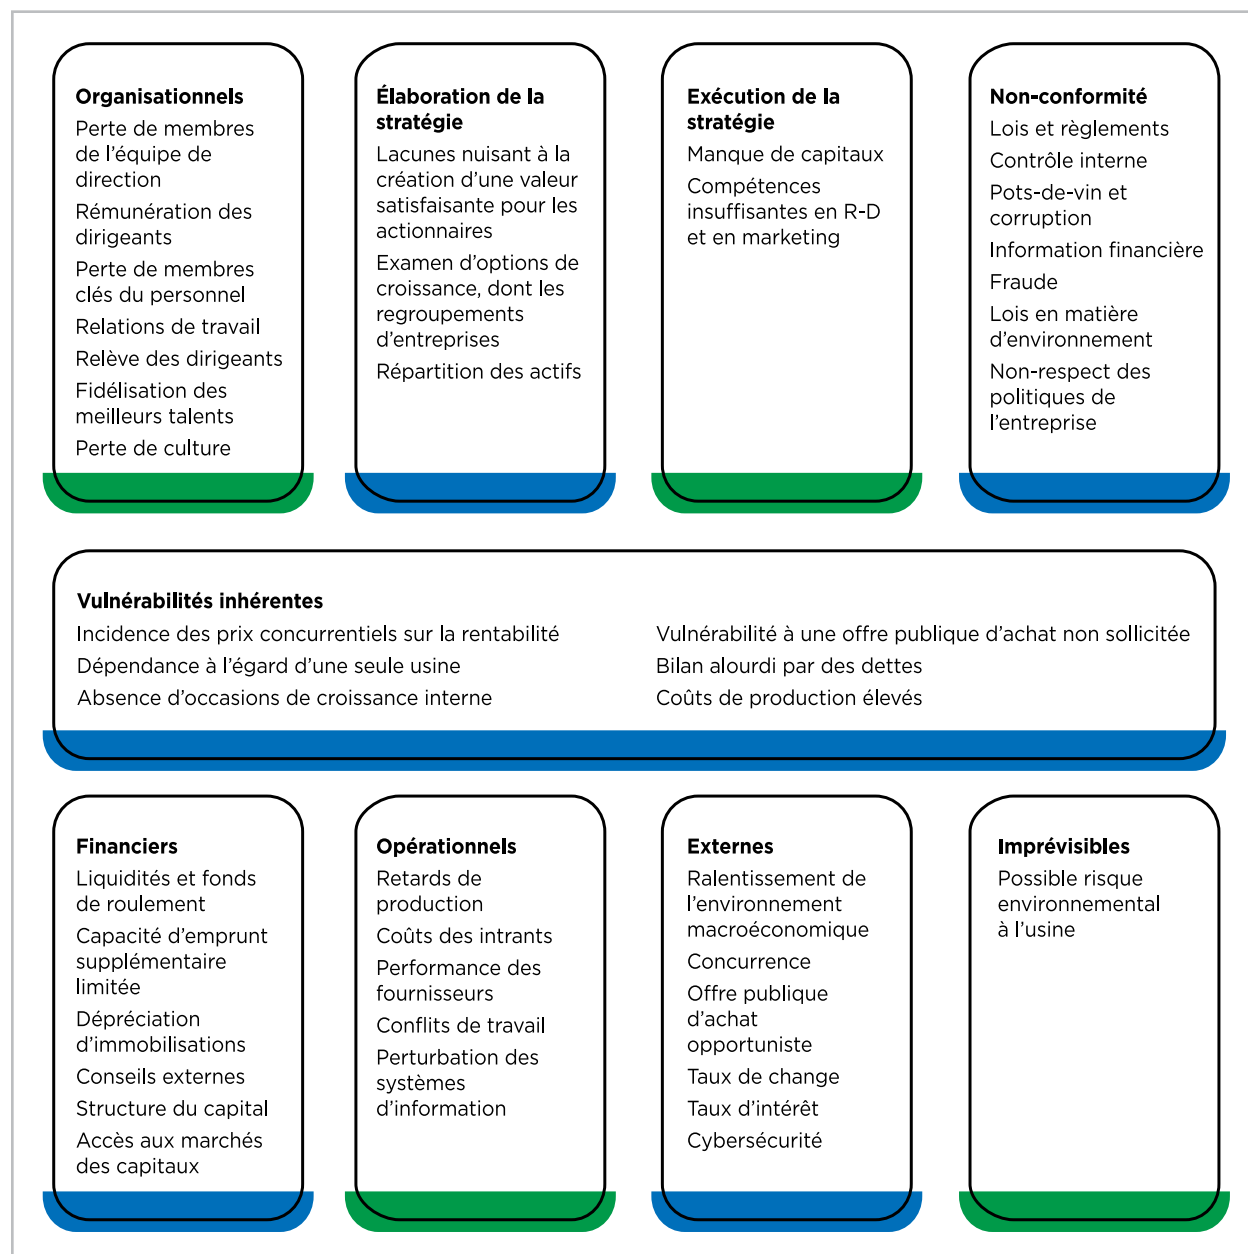 Organisationnels
Perte de membres
de l’équipe de
direction
Rémunération des
dirigeants
Perte de membres
clés du personnel
Relations de travail
Relève des dirigeants
Fidélisation des
meilleurs talents
Perte de culture
Élaboration de la
stratégie
Lacunes nuisant à la
création d’une valeur
satisfaisante pour les
actionnaires
Examen d’options de
croissance, dont les
regroupements
d’entreprises
Répartition des actifs
Exécution de la
stratégie
Manque de capitaux
Compétences
insuffisantes en R-D
et en marketing
Non-conformité
Lois et règlements
Contrôle interne
Pots-de-vin et
corruption
Information financière
Fraude
Lois en matière
d’environnement
Non-respect des
politiques de
l’entreprise
Vulnérabilités inhérentes
Incidence des prix concurrentiels sur la rentabilité
Dépendance à l’égard d’une seule usine
Absence d’occasions de croissance interne
Vulnérabilité à une offre publique d’achat non sollicitée
Bilan alourdi par des dettes
Coûts de production élevés
Financiers
Liquidités et fonds
de roulement
Capacité d’emprunt
supplémentaire
limitée
Dépréciation
d’immobilisations
Conseils externes
Structure du capital
Accès aux marchés
des capitaux
Opérationnels
Retards de
production
Coûts des intrants
Performance des
fournisseurs
Conflits de travail
Perturbation des
systèmes
d’information
Externes
Ralentissement de
l’environnement
macroéconomique
Concurrence
Offre publique
d’achat
opportuniste
Taux de change
Taux d’intérêt
Cybersécurité
Imprévisibles
Possible risque
environnemental
à l’usine